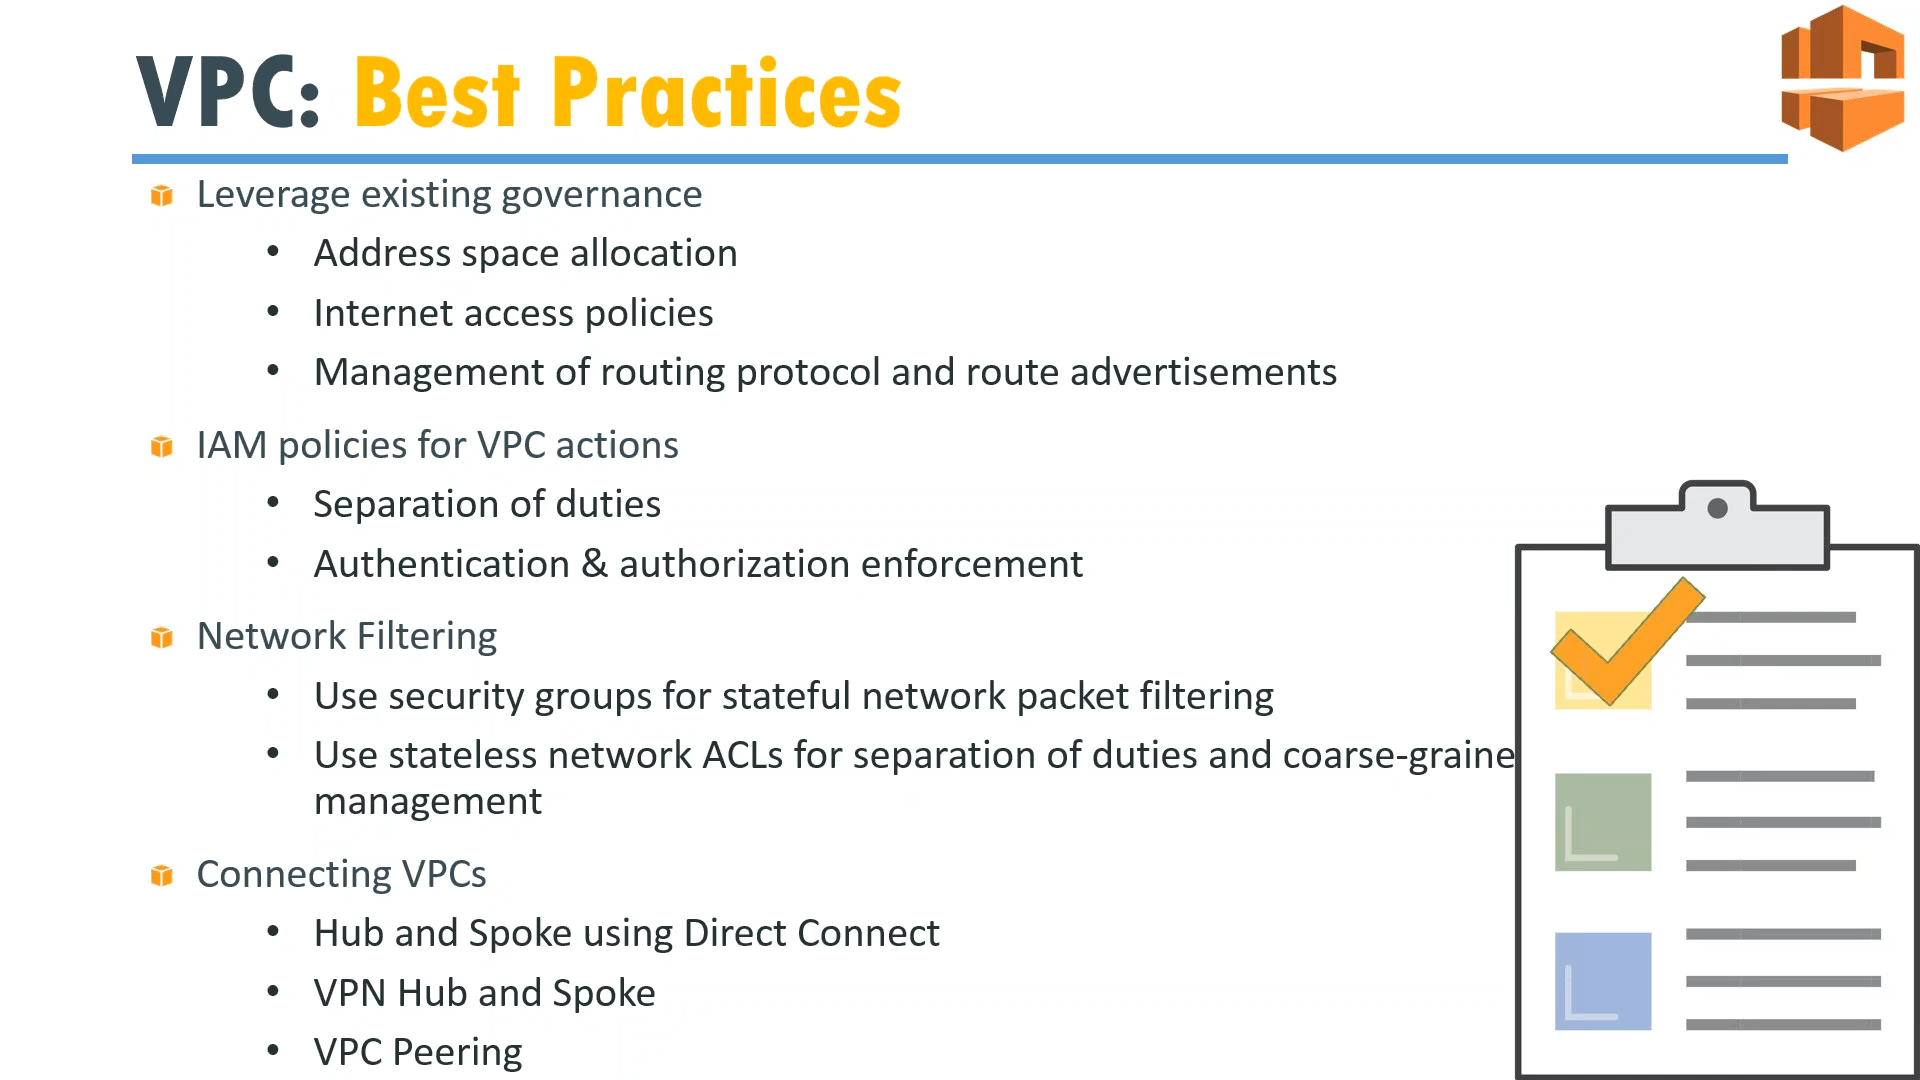 VPC: Best Practices
Leverage existing governance
• Address space allocation
• Internet access policies
• Management of routing protocol and route advertisements
IAM policies for VPC actions
• Separation of duties
• Authentication & authorization enforcement
Network Filtering
• Use security groups for stateful network packet filtering
• Use stateless network ACLs for separation of duties and coarse-graine
management
Connecting VPCs
• Hub and Spoke using Direct Connect
• VPN Hub and Spoke
• VPC Peering